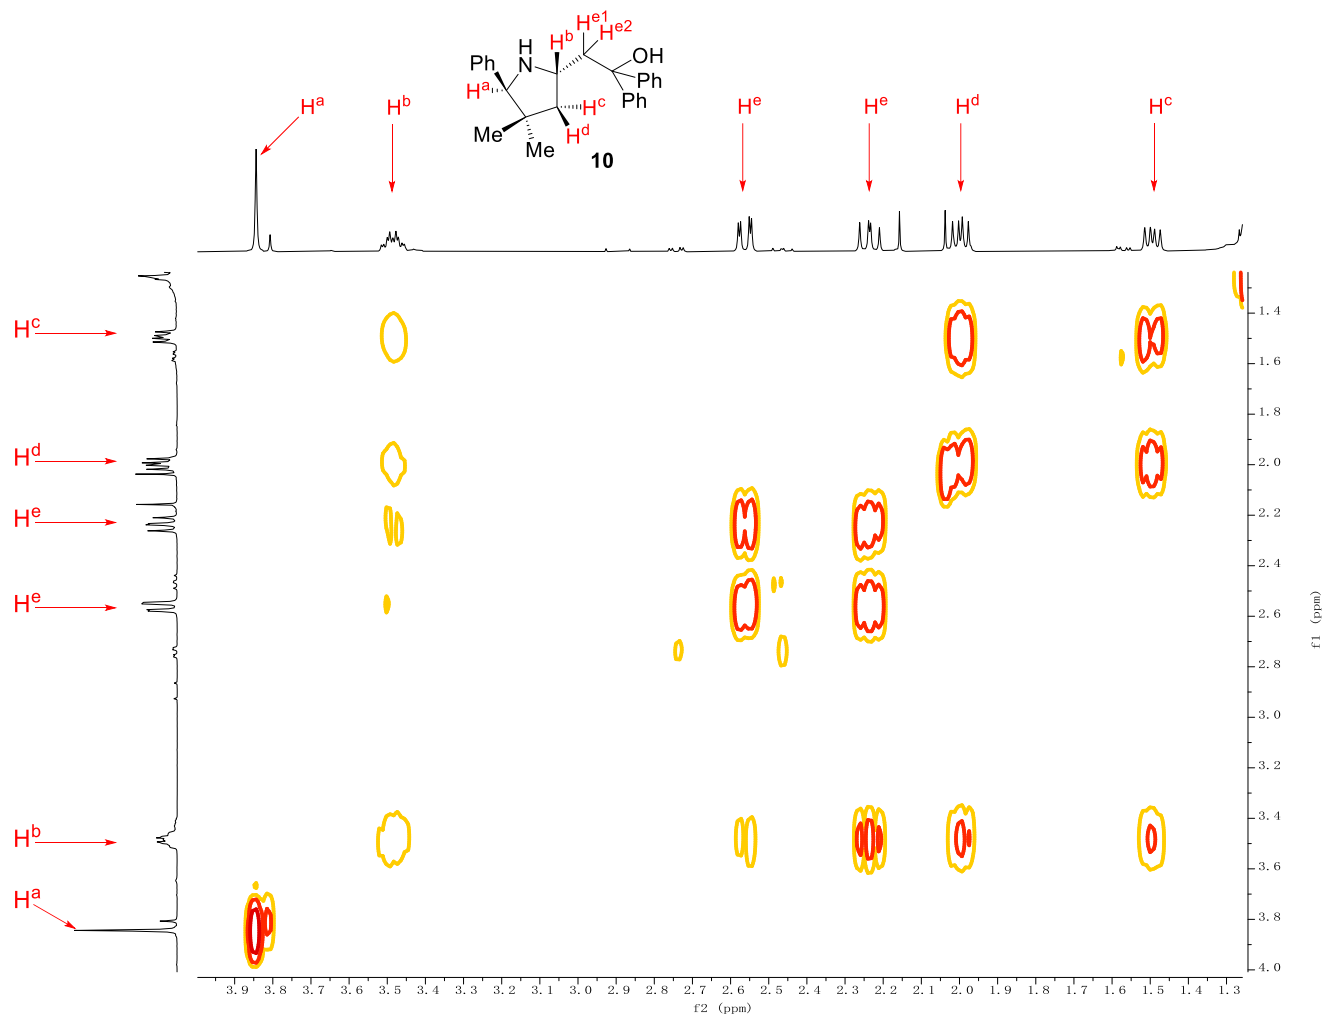 H^e1
H^b H^e2
H
N
OH
Ph
Ph
Ph
H^a
H^c
H^d
Me
Me
10
H^a H^b H^e H^e H^d H^c
H^c
H^d
H^e
H^e
H^b
H^a
1.4
1.6
1.8
2.0
2.2
2.4
2.6
2.8
3.0
3.2
3.4
3.6
3.8
4.0
f1 (ppm)
3.9 3.8 3.7 3.6 3.5 3.4 3.3 3.2 3.1 3.0 2.9 2.8 2.7 2.6 2.5 2.4 2.3 2.2 2.1 2.0 1.9 1.8 1.7 1.6 1.5 1.4 1.3
f2 (ppm)